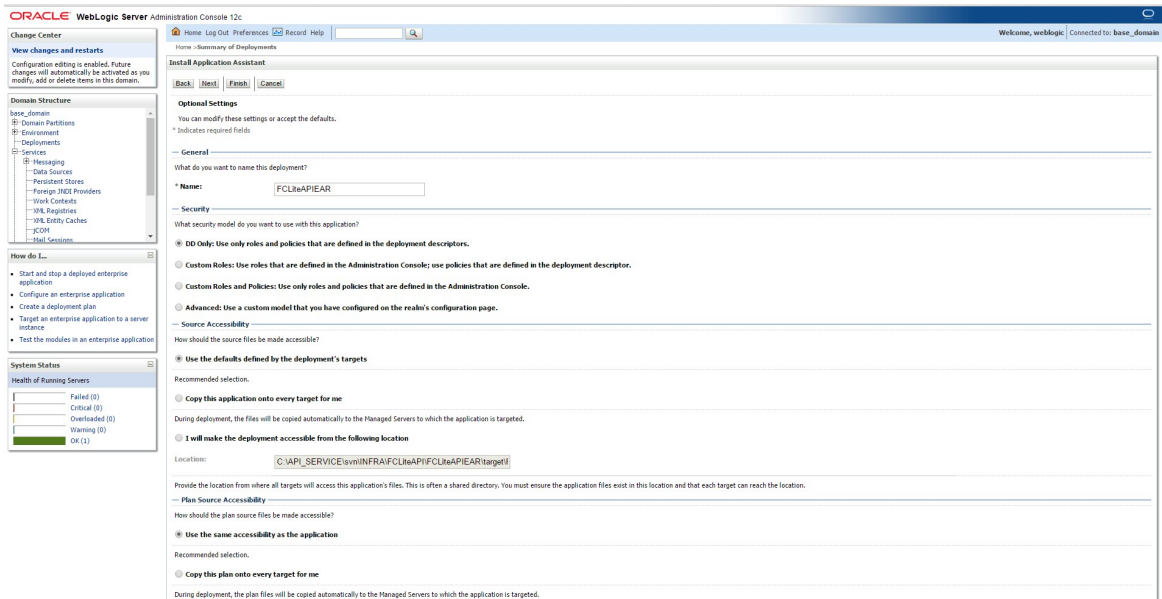 ORACLE WebLogic Server Administration Console 12c
Change Center
View changes and restarts
Configuration editing is enabled. Future
changes will automatically be activated as you
modify, add or delete items in this domain.
Domain Structure
base_domain
Domain Partitions
Environment
Deployments
Services
Messaging
Data Sources
Persistent Stores
Foreign JNDI Providers
Work Contexts
XML Registries
XML Entity Caches
jCOM
Mail Sessions
How do I...
Start and stop a deployed enterprise
application
Configure an enterprise application
Create a deployment plan
Target an enterprise application to a server
instance
Test the modules in an enterprise application
System Status
Health of Running Servers
Failed (0)
Critical (0)
Overloaded (0)
Warning (0)
OK (1)
Home Log Out Preferences Record Help
Welcome, weblogic Connected to: base_domain
Home >Summary of Deployments
Install Application Assistant
Back Next Finish Cancel
Optional Settings
You can modify these settings or accept the defaults.
* Indicates required fields
General
What do you want to name this deployment?
* Name: FCLiteAPIEAR
Security
What security model do you want to use with this application?
DD Only: Use only roles and policies that are defined in the deployment descriptors.
Custom Roles: Use roles that are defined in the Administration Console; use policies that are defined in the deployment descriptor.
Custom Roles and Policies: Use only roles and policies that are defined in the Administration Console.
Advanced: Use a custom model that you have configured on the realm's configuration page.
Source Accessibility
How should the source files be made accessible?
Use the defaults defined by the deployment's targets
Recommended selection.
Copy this application onto every target for me
During deployment, the files will be copied automatically to the Managed Servers to which the application is targeted.
I will make the deployment accessible from the following location
Location: C:\API_SERVICE\svn\INFRA\FCLiteAPI\FCLiteAPIEAR\target\
Provide the location from where all targets will access this application's files. This is often a shared directory. You must ensure the application files exist in this location and that each target can reach the location.
Plan Source Accessibility
How should the plan source files be made accessible?
Use the same accessibility as the application
Recommended selection.
Copy this plan onto every target for me
During deployment, the plan files will be copied automatically to the Managed Servers to which the application is targeted.